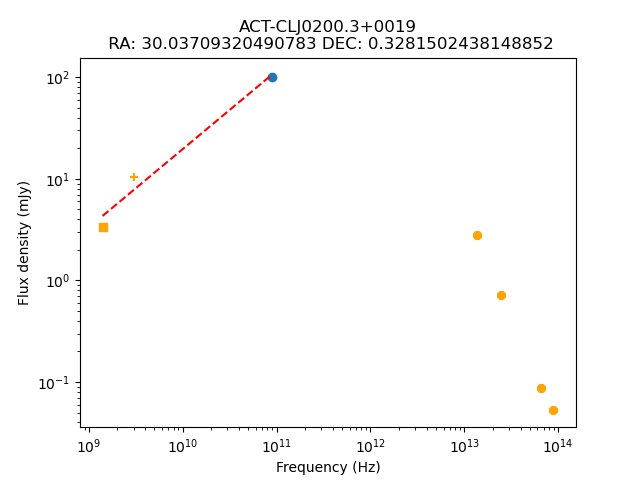 ACT-CLJ0200.3+0019
RA: 30.03709320490783 DEC: 0.3281502438148852
Flux density (mJy)
10²
10¹
10⁰
10⁻¹
10⁹
10¹⁰
10¹¹
10¹²
10¹³
10¹⁴
Frequency (Hz)